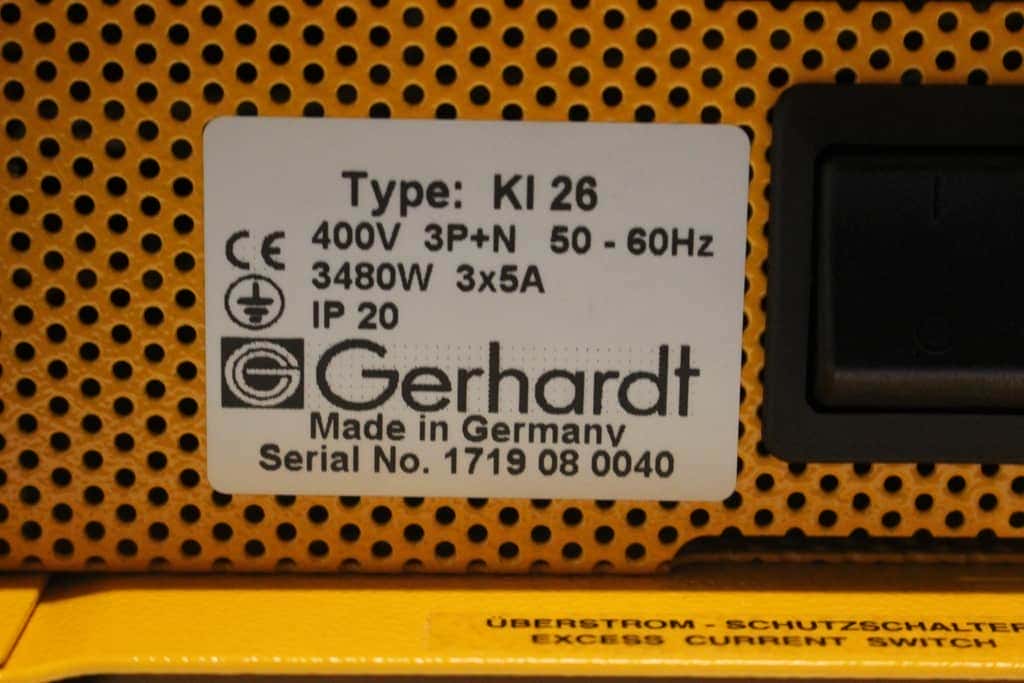 Type: KI 26
CE 400V 3P+N 50 - 60Hz
3480W 3x5A
IP 20
Gerhardt
Made in Germany
Serial No. 1719 08 0040
ÜBERSTROM - SCHUTZSCHALTER
EXCESS CURRENT SWITCH